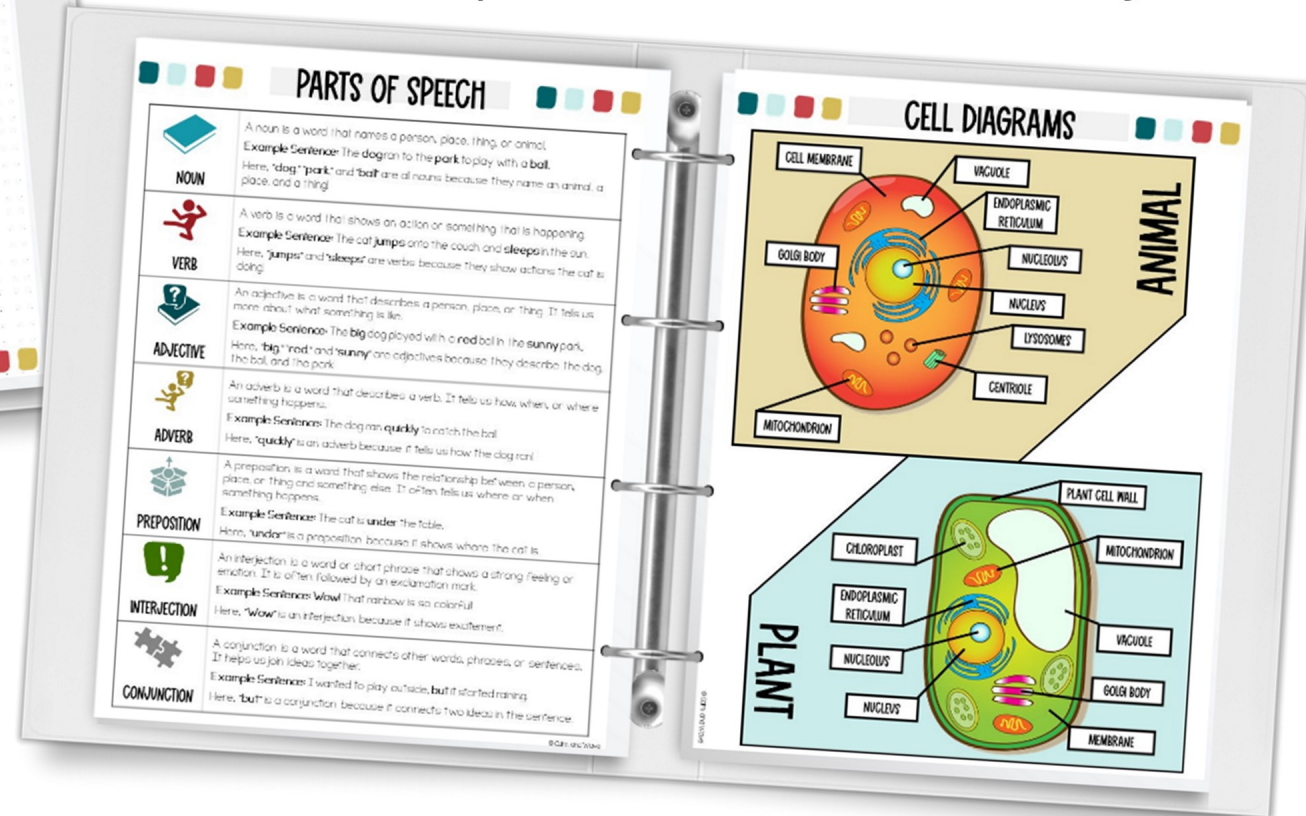 PARTS OF SPEECH
NOUN
A noun is a word that names a person, place, thing, or animal.
Example Sentence: The dog ran to the park to play with a ball.
Here, "dog," "park," and "ball" are all nouns because they name an animal, a
place, and a thing!
VERB
A verb is a word that shows an action or something that is happening.
Example Sentence: The cat jumps onto the couch and sleeps in the sun.
Here, "jumps" and "sleeps" are verbs because they show actions the cat is
doing!
ADJECTIVE
An adjective is a word that describes a person, place, or thing. It tells us
more about what something is like.
Example Sentence: The big dog played with a red ball in the sunny park.
Here, "big," "red," and "sunny" are adjectives because they describe the dog,
the ball, and the park.
ADVERB
An adverb is a word that describes a verb. It tells us how, when, or where
something happens.
Example Sentence: The dog ran quickly to catch the ball.
Here, "quickly" is an adverb because it tells us how the dog ran!
PREPOSITION
A preposition is a word that shows the relationship between a person,
place, or thing and something else. It often tells us where or when
something happens.
Example Sentence: The cat is under the table.
Here, "under" is a preposition because it shows where the cat is.
INTERJECTION
An interjection is a word or short phrase that shows a strong feeling or
emotion. It is often followed by an exclamation mark.
Example Sentence: Wow! That rainbow is so colorful!
Here, "Wow" is an interjection because it shows excitement.
CONJUNCTION
A conjunction is a word that connects other words, phrases, or sentences.
It helps us join ideas together.
Example Sentence: I wanted to play outside, but it started raining.
Here, "but" is a conjunction because it connects two ideas in the sentence.
CELL DIAGRAMS
ANIMAL
CELL MEMBRANE
VACUOLE
ENDOPLASMIC
RETICULUM
GOLGI BODY
NUCLEOLUS
NUCLEUS
LYSOSOMES
CENTRIOLE
MITOCHONDRION
PLANT
PLANT CELL WALL
CHLOROPLAST
MITOCHONDRION
ENDOPLASMIC
RETICULUM
VACUOLE
NUCLEOLUS
GOLGI BODY
NUCLEUS
MEMBRANE